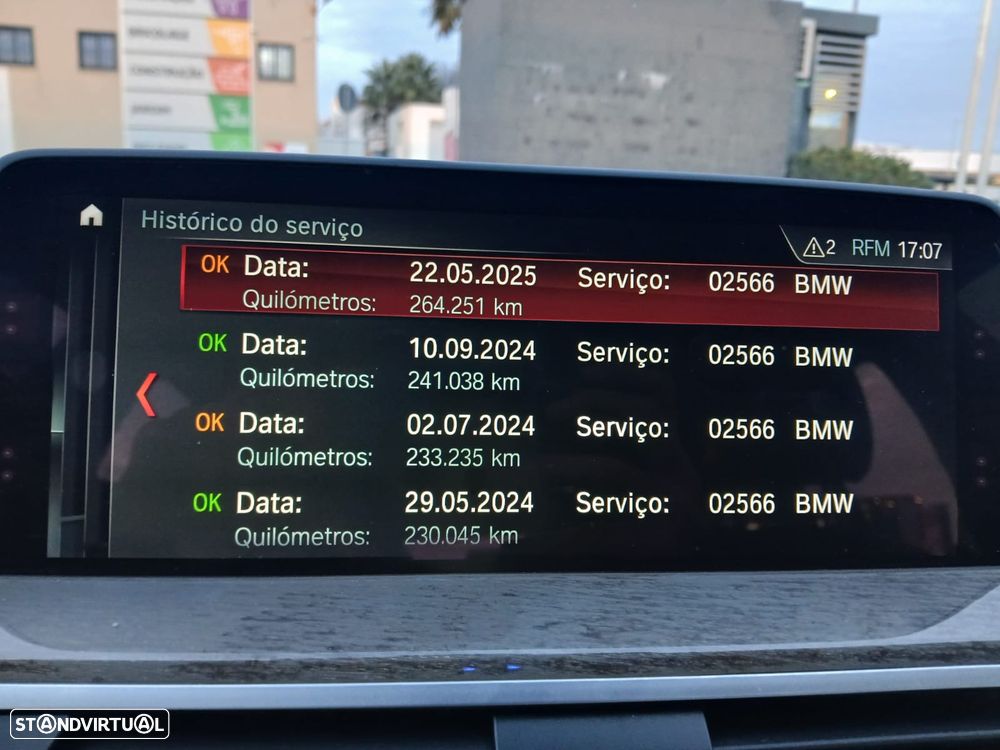 CONSTRUÇÃO
Histórico do serviço
2 RFM 17:07
OK Data: 22.05.2025 Serviço: 02566 BMW
Quilómetros: 264.251 km
OK Data: 10.09.2024 Serviço: 02566 BMW
Quilómetros: 241.038 km
OK Data: 02.07.2024 Serviço: 02566 BMW
Quilómetros: 233.235 km
OK Data: 29.05.2024 Serviço: 02566 BMW
Quilómetros: 230.045 km
STANDVIRTUAL